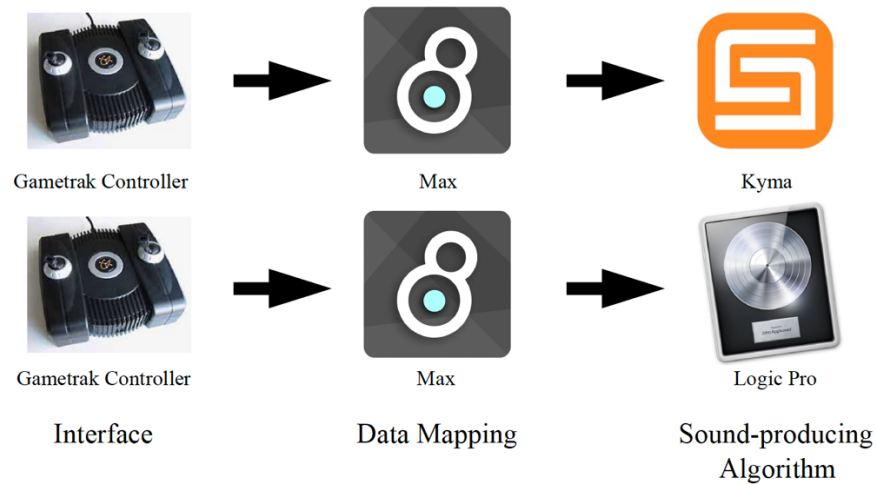 Gametrak Controller
Max
Kyma
Gametrak Controller
Max
Logic Pro
Interface
Data Mapping
Sound-producing
Algorithm